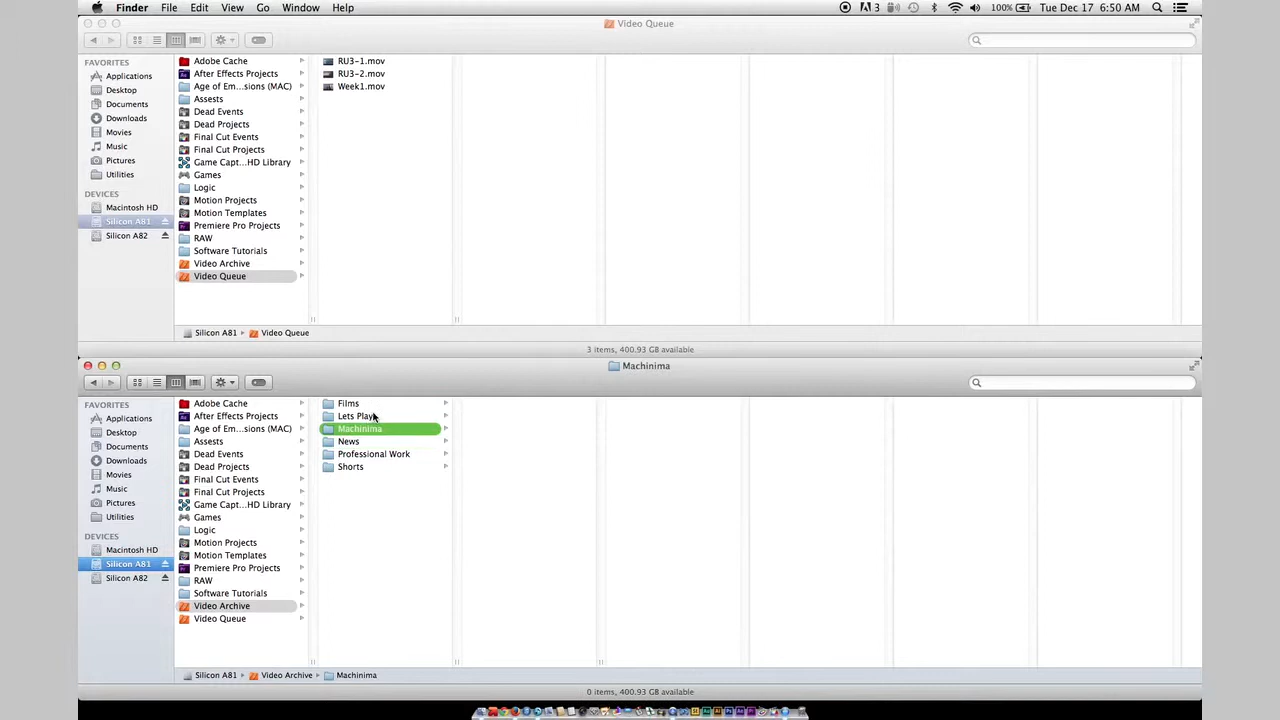 Finder File Edit View Go Window Help 3 100% Tue Dec 17 6:50 AM
Video Queue
FAVORITES
Applications
Desktop
Documents
Downloads
Movies
Music
Pictures
Utilities
DEVICES
Macintosh HD
Silicon A81
Silicon A82
Adobe Cache
After Effects Projects
Age of Em...sions (MAC)
Assests
Dead Events
Dead Projects
Final Cut Events
Final Cut Projects
Game Capt...HD Library
Games
Logic
Motion Projects
Motion Templates
Premiere Pro Projects
RAW
Software Tutorials
Video Archive
Video Queue
RU3-1.mov
RU3-2.mov
Week1.mov
Silicon A81 Video Queue
3 items, 400.93 GB available
Machinima
FAVORITES
Applications
Desktop
Documents
Downloads
Movies
Music
Pictures
Utilities
DEVICES
Macintosh HD
Silicon A81
Silicon A82
Adobe Cache
After Effects Projects
Age of Em...sions (MAC)
Assests
Dead Events
Dead Projects
Final Cut Events
Final Cut Projects
Game Capt...HD Library
Games
Logic
Motion Projects
Motion Templates
Premiere Pro Projects
RAW
Software Tutorials
Video Archive
Video Queue
Films
Lets Play
Machinima
News
Professional Work
Shorts
Silicon A81 Video Archive Machinima
0 items, 400.93 GB available